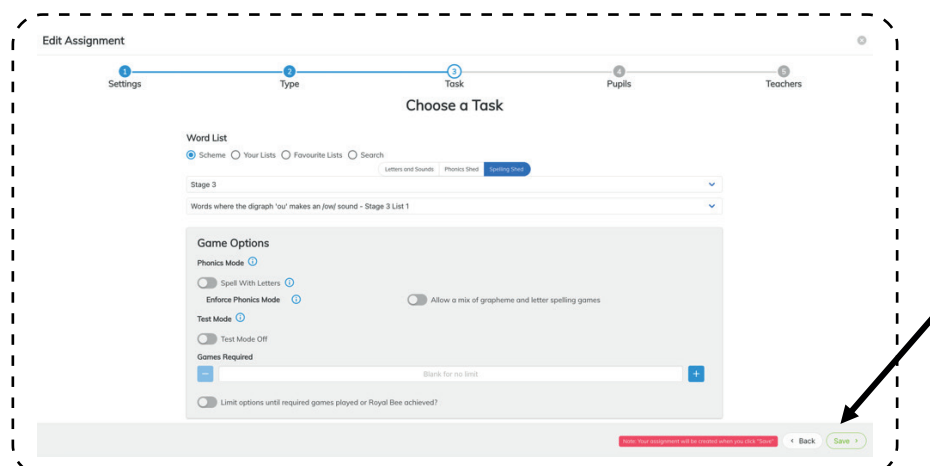 Edit Assignment
1 2 3 4 5
Settings Type Task Pupils Teachers
Choose a Task
Word List
Scheme Your Lists Favourite Lists Search
Letters and Sounds Phonics Shed Spelling Shed
Stage 3
Words where the digraph 'ou' makes an /ow/ sound - Stage 3 List 1
Game Options
Phonics Mode
Spell With Letters
Enforce Phonics Mode Allow a mix of grapheme and letter spelling games
Test Mode
Test Mode Off
Games Required
− Blank for no limit +
Limit options until required games played or Royal Bee achieved?
Note: Your assignment will be created when you click "Save" Back Save